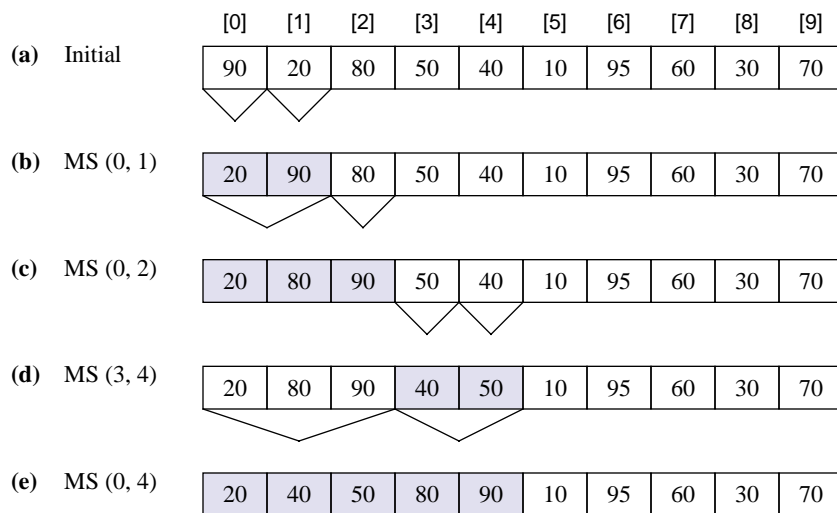 [0] [1] [2] [3] [4] [5] [6] [7] [8] [9]
(a) Initial 90 20 80 50 40 10 95 60 30 70
(b) MS (0, 1) 20 90 80 50 40 10 95 60 30 70
(c) MS (0, 2) 20 80 90 50 40 10 95 60 30 70
(d) MS (3, 4) 20 80 90 40 50 10 95 60 30 70
(e) MS (0, 4) 20 40 50 80 90 10 95 60 30 70